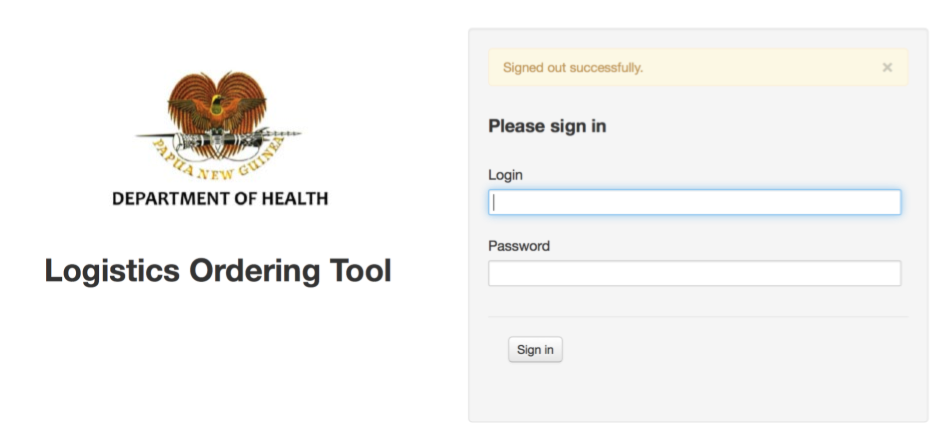 PAPUA NEW GUINEA
DEPARTMENT OF HEALTH
Logistics Ordering Tool
Signed out successfully.
×
Please sign in
Login
Password
Sign in